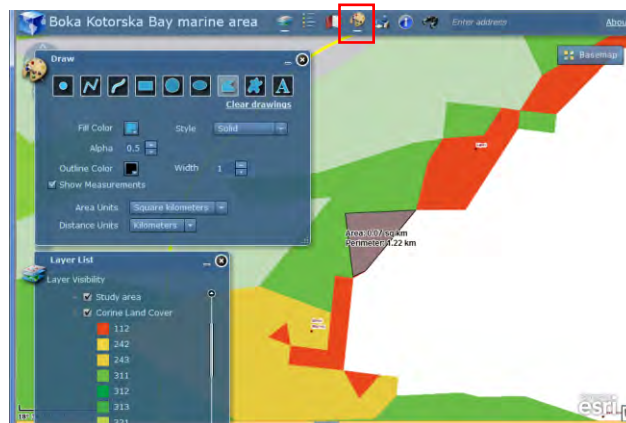 Boka Kotorska Bay marine area
Enter address
Abou
Draw
Basemap
A
Clear drawings
Fill Color
Style
Solid
Alpha
0.5
Outline Color
Width
1
Show Measurements
Area Units
Square kilometers
Distance Units
Kilometers
Area: 0.07 sq km
Perimeter: 1.22 km
Layer List
Layer Visibility
Study area
Corine Land Cover
112
242
243
311
312
313
321
esri